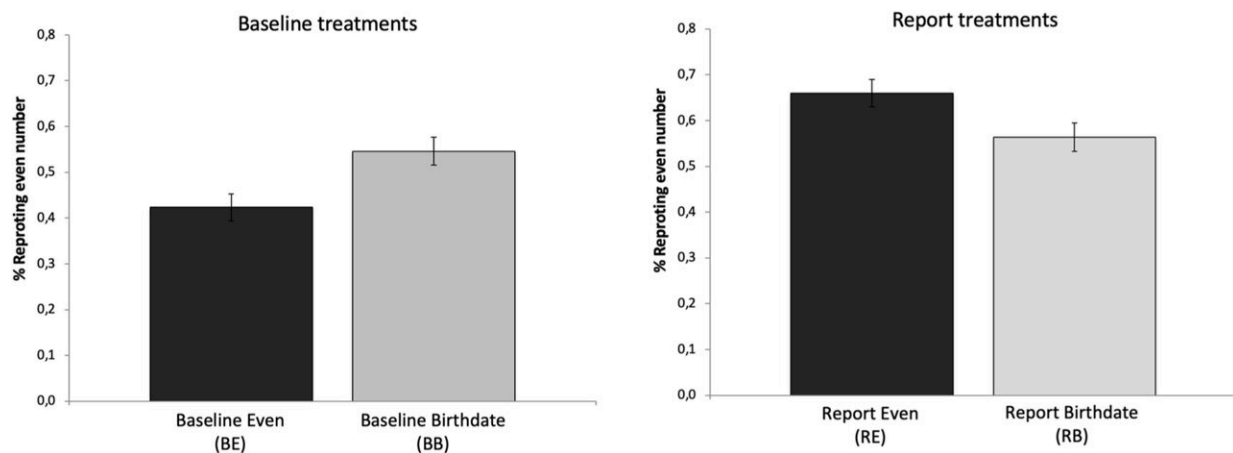 Baseline treatments
% Reproting even number
0,8
0,7
0,6
0,5
0,4
0,3
0,2
0,1
0,0
Baseline Even
(BE)
Baseline Birthdate
(BB)
Report treatments
% Reproting even number
0,8
0,7
0,6
0,5
0,4
0,3
0,2
0,1
0,0
Report Even
(RE)
Report Birthdate
(RB)